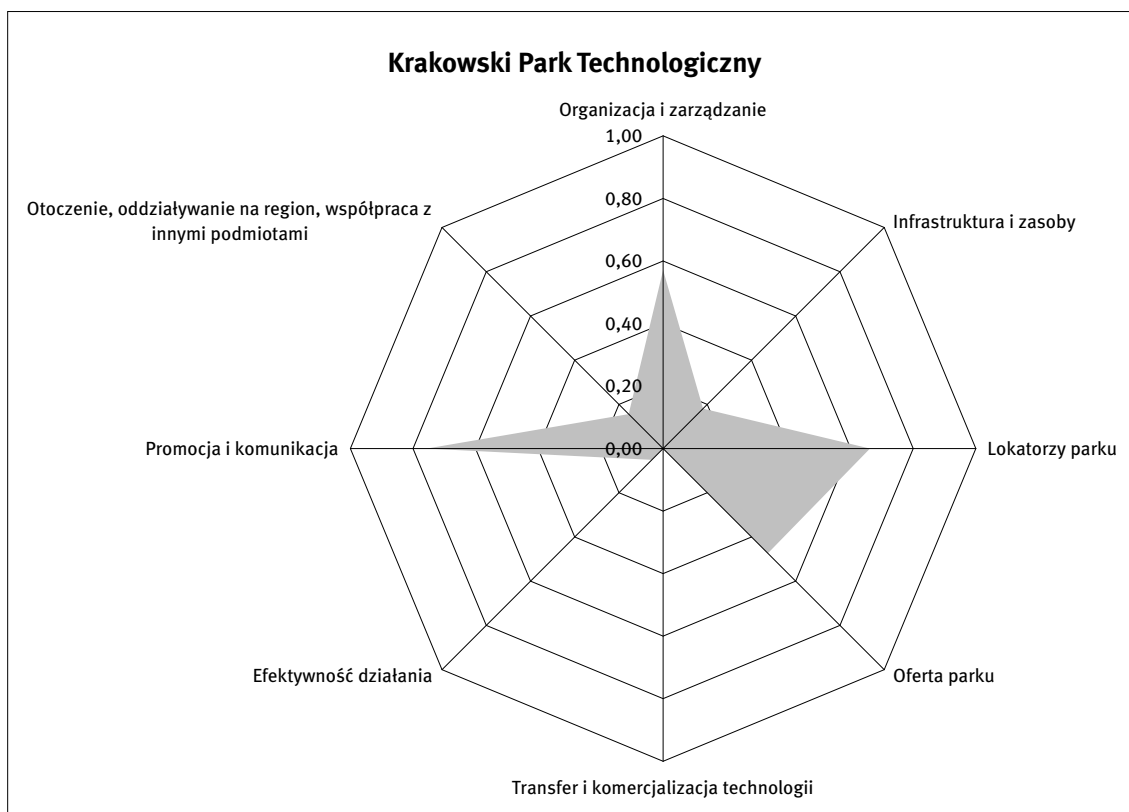 Krakowski Park Technologiczny
Organizacja i zarządzanie
1,00
0,80
0,60
0,40
0,20
0,00
Infrastruktura i zasoby
Lokatorzy parku
Oferta parku
Transfer i komercjalizacja technologii
Efektywność działania
Promocja i komunikacja
Otoczenie, oddziaływanie na region, współpraca z
innymi podmiotami